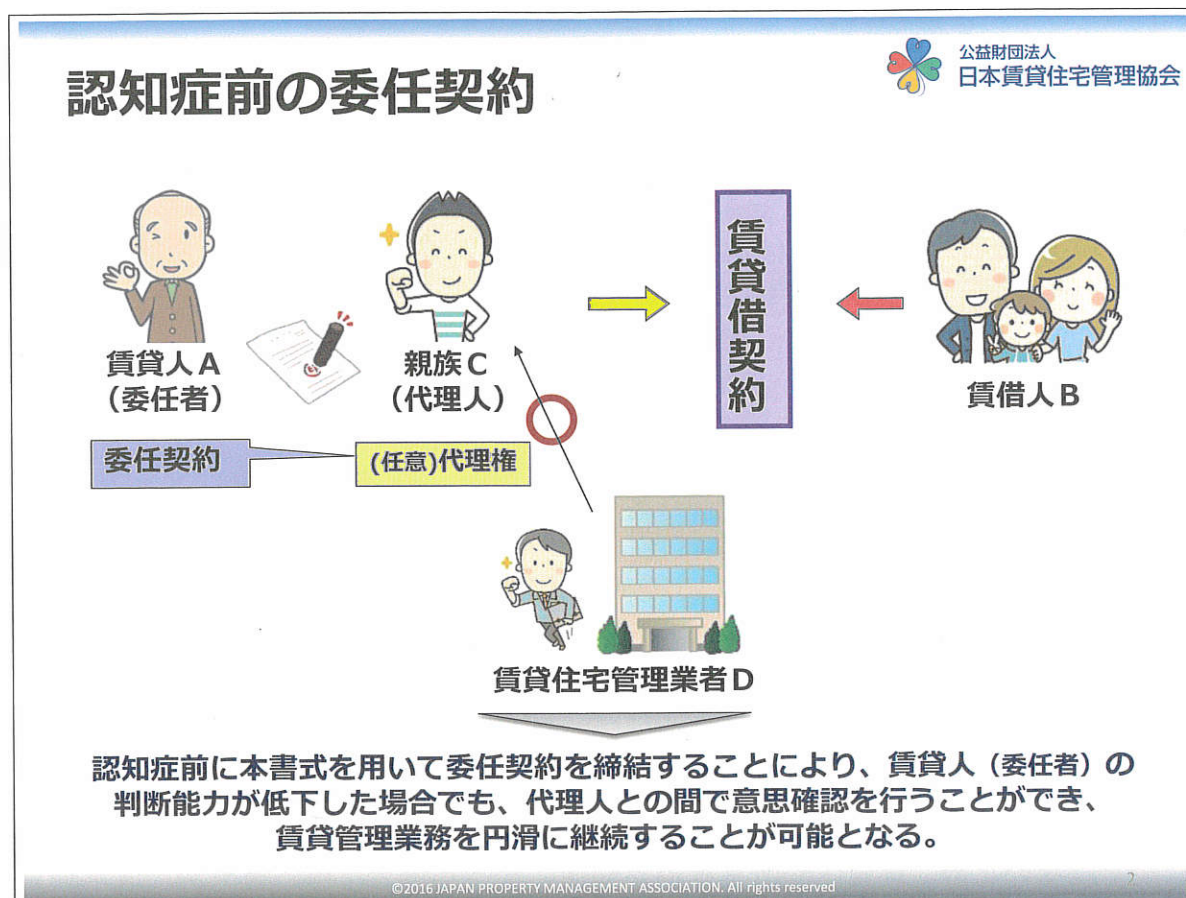 認知症前の委任契約
公益財団法人
日本賃貸住宅管理協会
賃貸人A
（委任者）
親族C
（代理人）
賃貸借契約
賃借人B
委任契約
(任意)代理権
賃貸住宅管理業者D
認知症前に本書式を用いて委任契約を締結することにより、賃貸人（委任者）の
判断能力が低下した場合でも、代理人との間で意思確認を行うことができ、
賃貸管理業務を円滑に継続することが可能となる。
©2016 JAPAN PROPERTY MANAGEMENT ASSOCIATION. All rights reserved
2